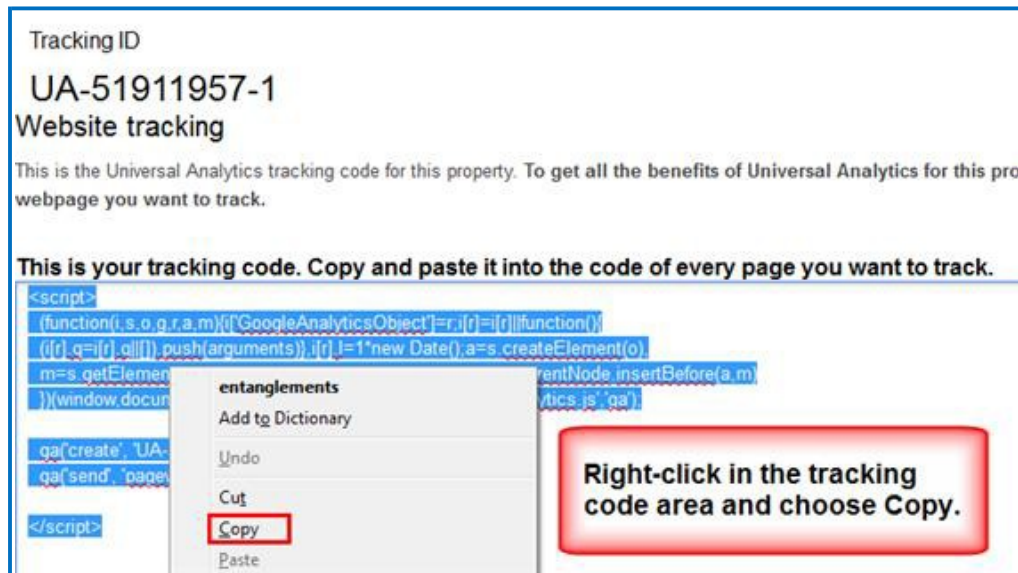 Tracking ID
UA-51911957-1
Website tracking
This is the Universal Analytics tracking code for this property. To get all the benefits of Universal Analytics for this pro
webpage you want to track.
This is your tracking code. Copy and paste it into the code of every page you want to track.
<script>
(function(i,s,o,g,r,a,m){i['GoogleAnalyticsObject']=r;i[r]=i[r]||function(){
(i[r].q=i[r].q||[]).push(arguments)},i[r].l=1*new Date();a=s.createElement(o),
m=s.getElemen rentNode.insertBefore(a,m)
})(window,docun ytics.js','ga');
entanglements
Add to Dictionary
Undo
Cut
Copy
Paste
ga('create', 'UA-
ga('send', 'pagev
</script>
Right-click in the tracking
code area and choose Copy.